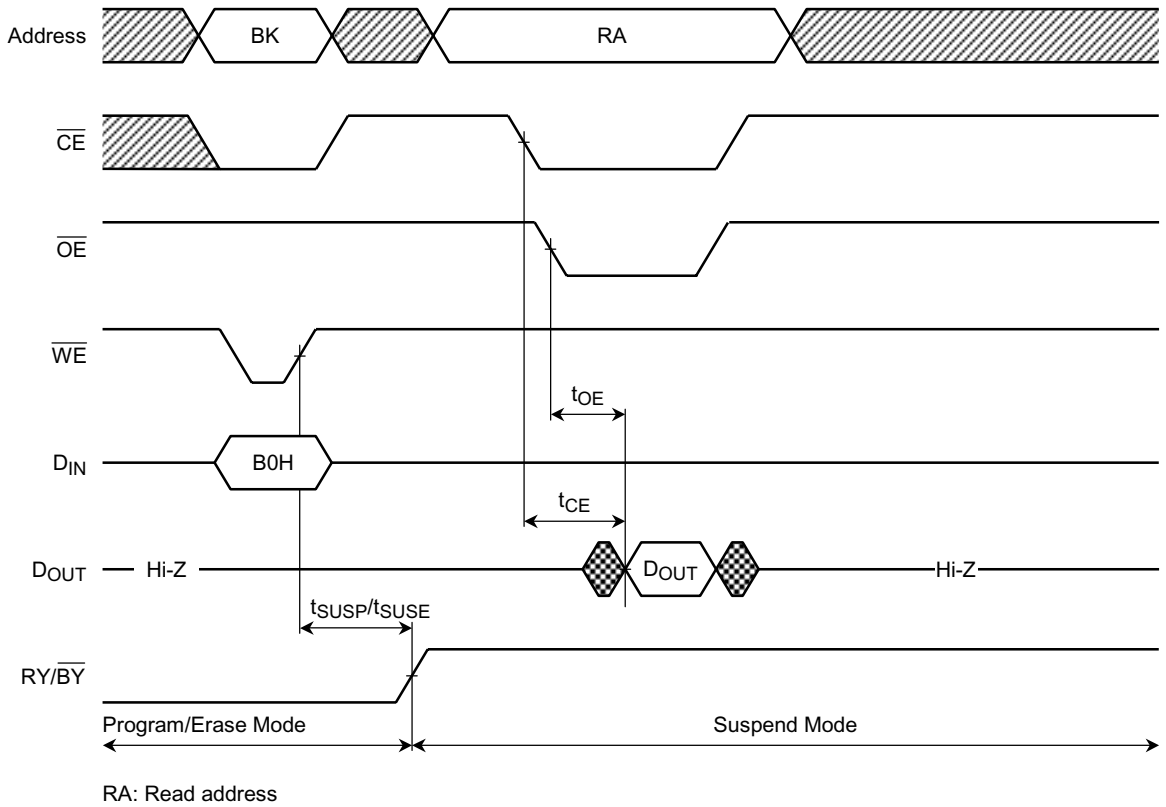 Address BK RA
CE
OE
WE
tOE
DIN B0H
tCE
DOUT Hi-Z DOUT Hi-Z
tSUSP/tSUSE
RY/BY
Program/Erase Mode Suspend Mode
RA: Read address